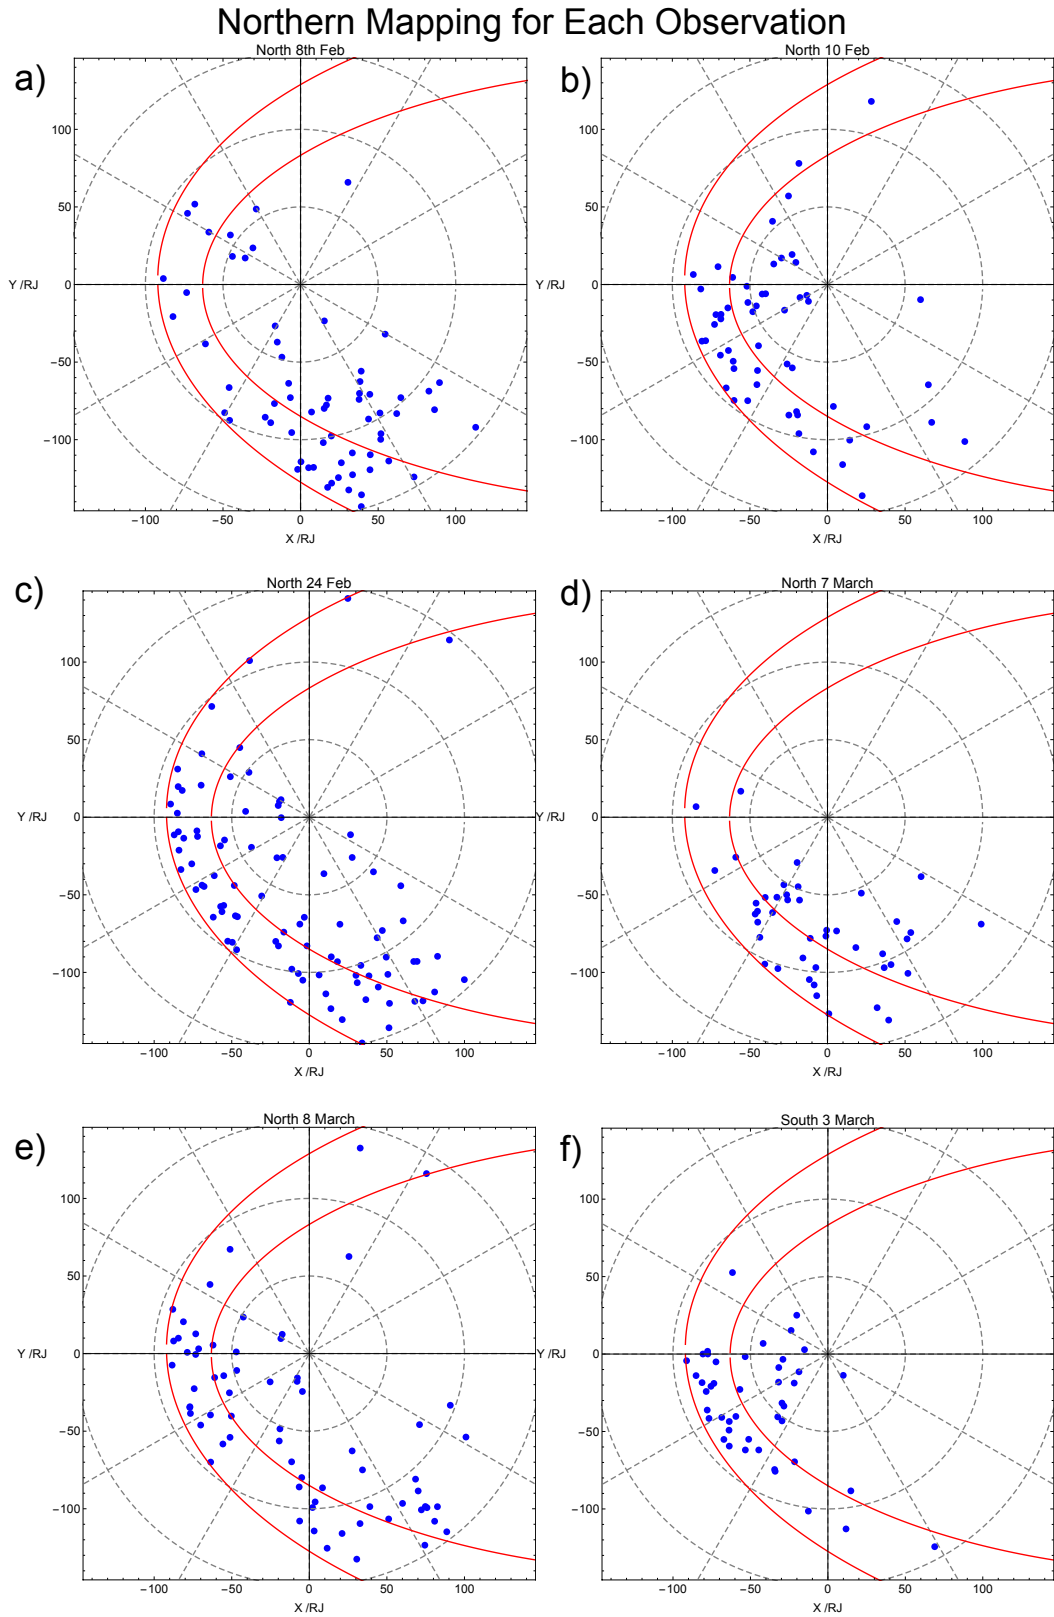 Northern Mapping for Each Observation
a)
North 8th Feb
100
50
Y /RJ
0
−50
−100
−100 −50 0 50 100
X /RJ
b)
North 10 Feb
100
50
Y /RJ
0
−50
−100
−100 −50 0 50 100
X /RJ
c)
North 24 Feb
100
50
Y /RJ
0
−50
−100
−100 −50 0 50 100
X /RJ
d)
North 7 March
100
50
Y /RJ
0
−50
−100
−100 −50 0 50 100
X /RJ
e)
North 8 March
100
50
Y /RJ
0
−50
−100
−100 −50 0 50 100
X /RJ
f)
South 3 March
100
50
Y /RJ
0
−50
−100
−100 −50 0 50 100
X /RJ